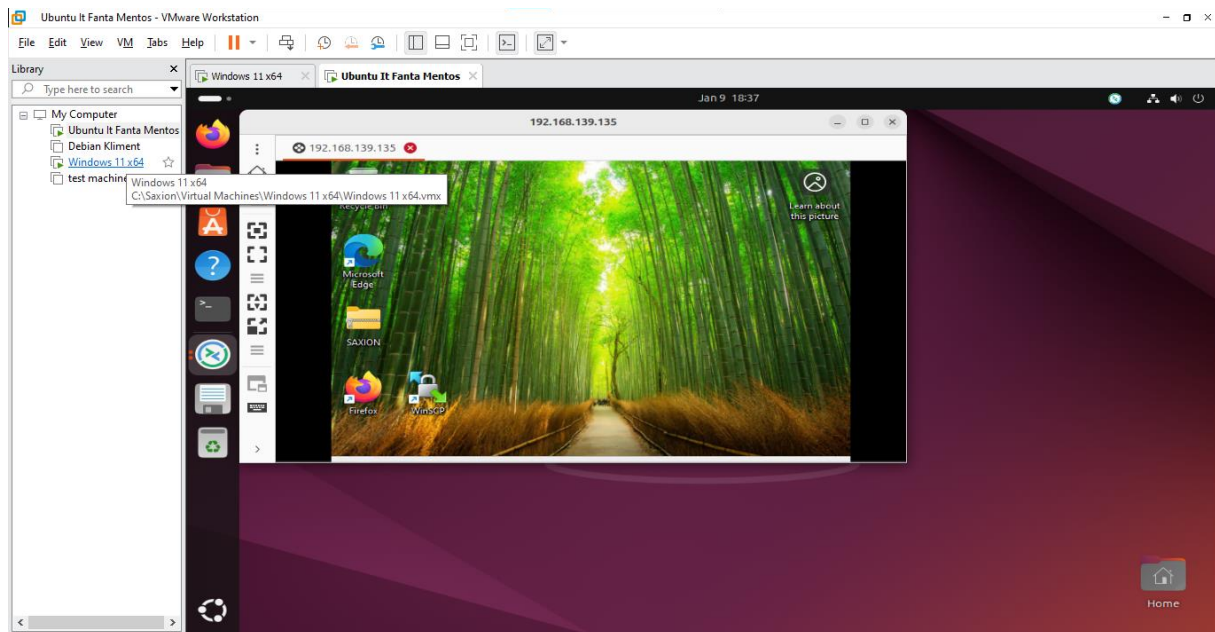 Ubuntu It Fanta Mentos - VMware Workstation
File Edit View VM Tabs Help
Library
Type here to search
Windows 11 x64
Ubuntu It Fanta Mentos
My Computer
Ubuntu It Fanta Mentos
Debian Kliment
Windows 11 x64
test machine
Windows 11 x64
C:\Saxion\Virtual Machines\Windows 11 x64\Windows 11 x64.vmx
Jan 9 18:37
192.168.139.135
192.168.139.135
Recycle Bin
Learn about
this picture
Microsoft
Edge
SAXION
Firefox
WinSCP
Home